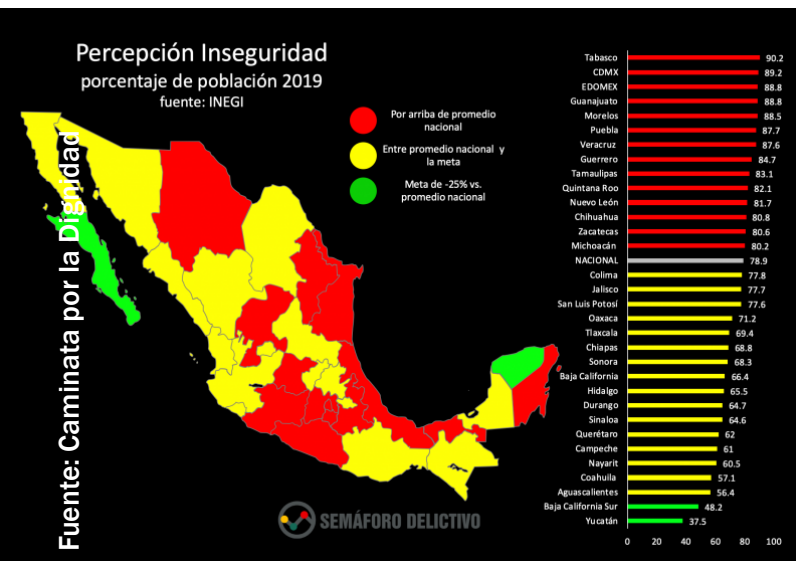 Percepción Inseguridad
porcentaje de población 2019
fuente: INEGI
Por arriba de promedio
nacional
Entre promedio nacional y
la meta
Meta de -25% vs.
promedio nacional
Fuente: Caminata por la Dignidad
SEMÁFORO DELICTIVO
Tabasco 90.2
CDMX 89.2
EDOMEX 88.8
Guanajuato 88.8
Morelos 88.5
Puebla 87.7
Veracruz 87.6
Guerrero 84.7
Tamaulipas 83.1
Quintana Roo 82.1
Nuevo León 81.7
Chihuahua 80.8
Zacatecas 80.6
Michoacán 80.2
NACIONAL 78.9
Colima 77.8
Jalisco 77.7
San Luis Potosí 77.6
Oaxaca 71.2
Tlaxcala 69.4
Chiapas 68.8
Sonora 68.3
Baja California 66.4
Hidalgo 65.5
Durango 64.7
Sinaloa 64.6
Querétaro 62
Campeche 61
Nayarit 60.5
Coahuila 57.1
Aguascalientes 56.4
Baja California Sur 48.2
Yucatán 37.5
0 20 40 60 80 100